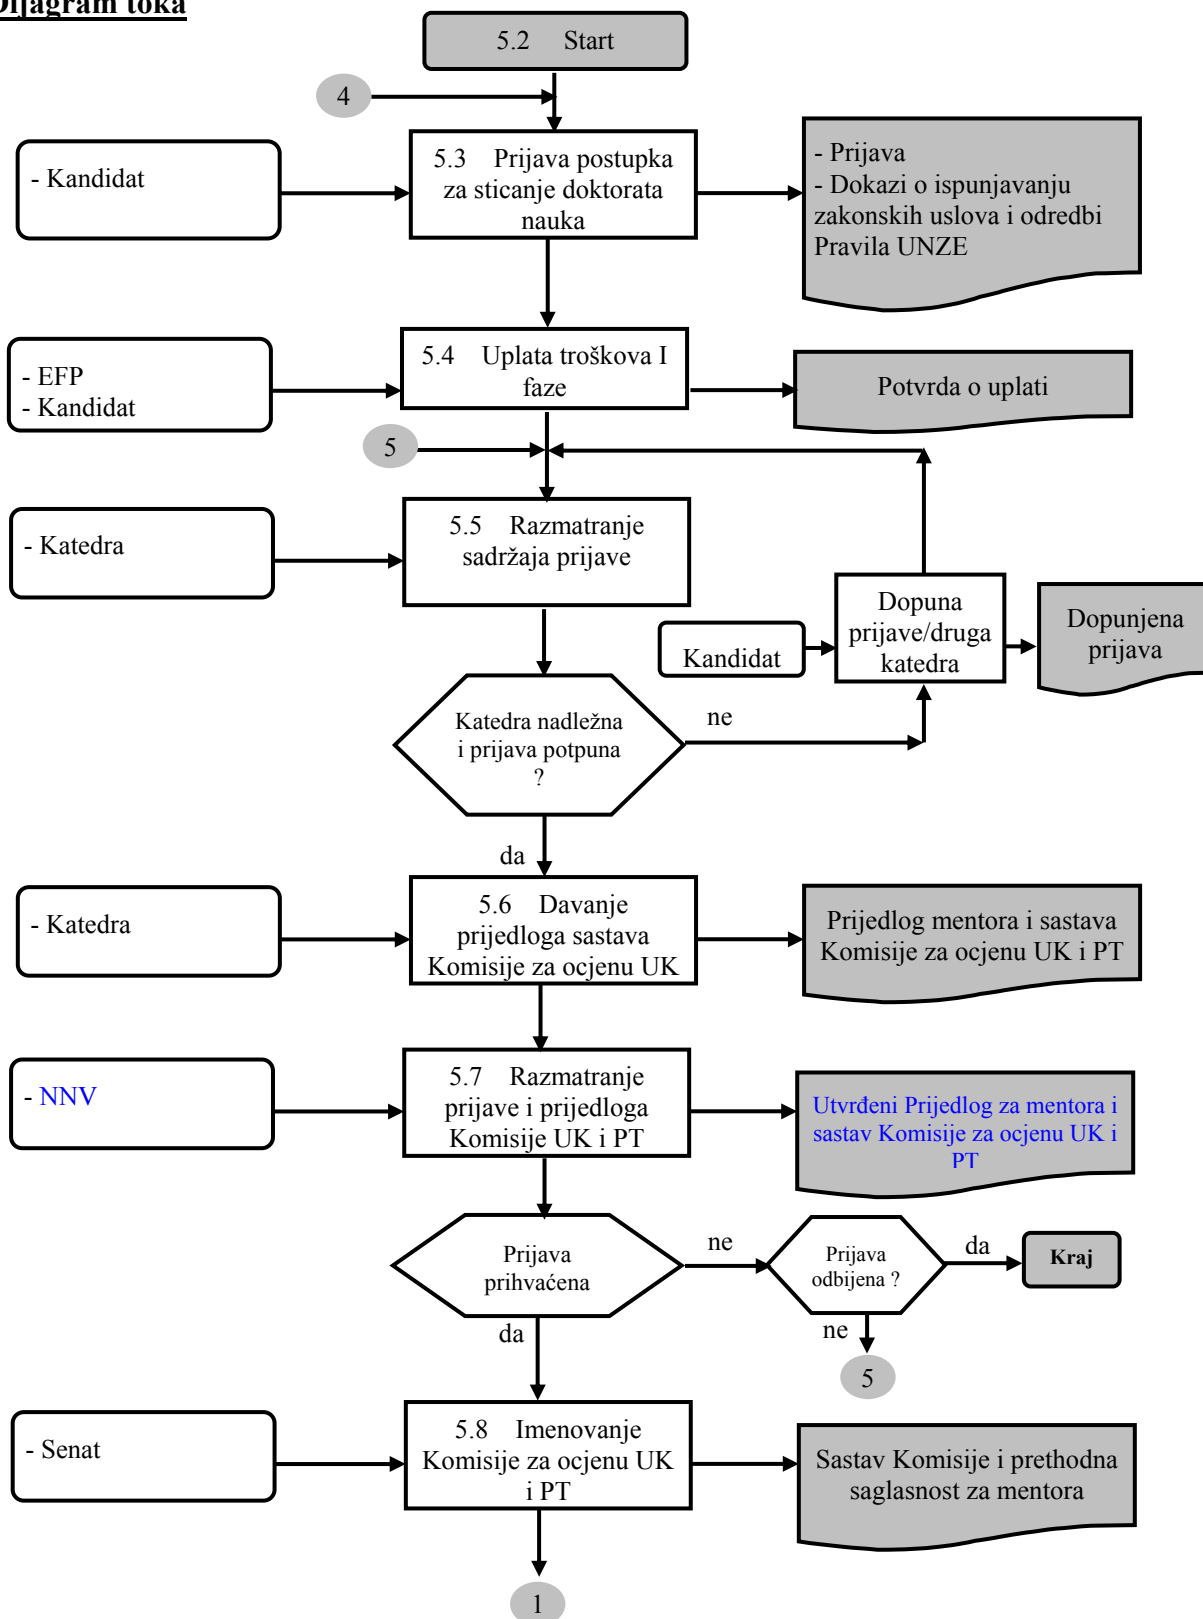 Dijagram toka
5.2 Start
4
- Kandidat
5.3 Prijava postupka
za sticanje doktorata
nauka
- Prijava
- Dokazi o ispunjavanju
zakonskih uslova i odredbi
Pravila UNZE
- EFP
- Kandidat
5.4 Uplata troškova I
faze
Potvrda o uplati
5
- Katedra
5.5 Razmatranje
sadržaja prijave
Kandidat
Dopuna
prijave/druga
katedra
Dopunjena
prijava
Katedra nadležna
i prijava potpuna
?
ne
da
- Katedra
5.6 Davanje
prijedloga sastava
Komisije za ocjenu UK
Prijedlog mentora i sastava
Komisije za ocjenu UK i PT
- NNV
5.7 Razmatranje
prijave i prijedloga
Komisije UK i PT
Utvrđeni Prijedlog za mentora i
sastav Komisije za ocjenu UK i
PT
Prijava
prihvaćena
ne
Prijava
odbijena ?
da
Kraj
da
ne
5
- Senat
5.8 Imenovanje
Komisije za ocjenu UK
i PT
Sastav Komisije i prethodna
saglasnost za mentora
1